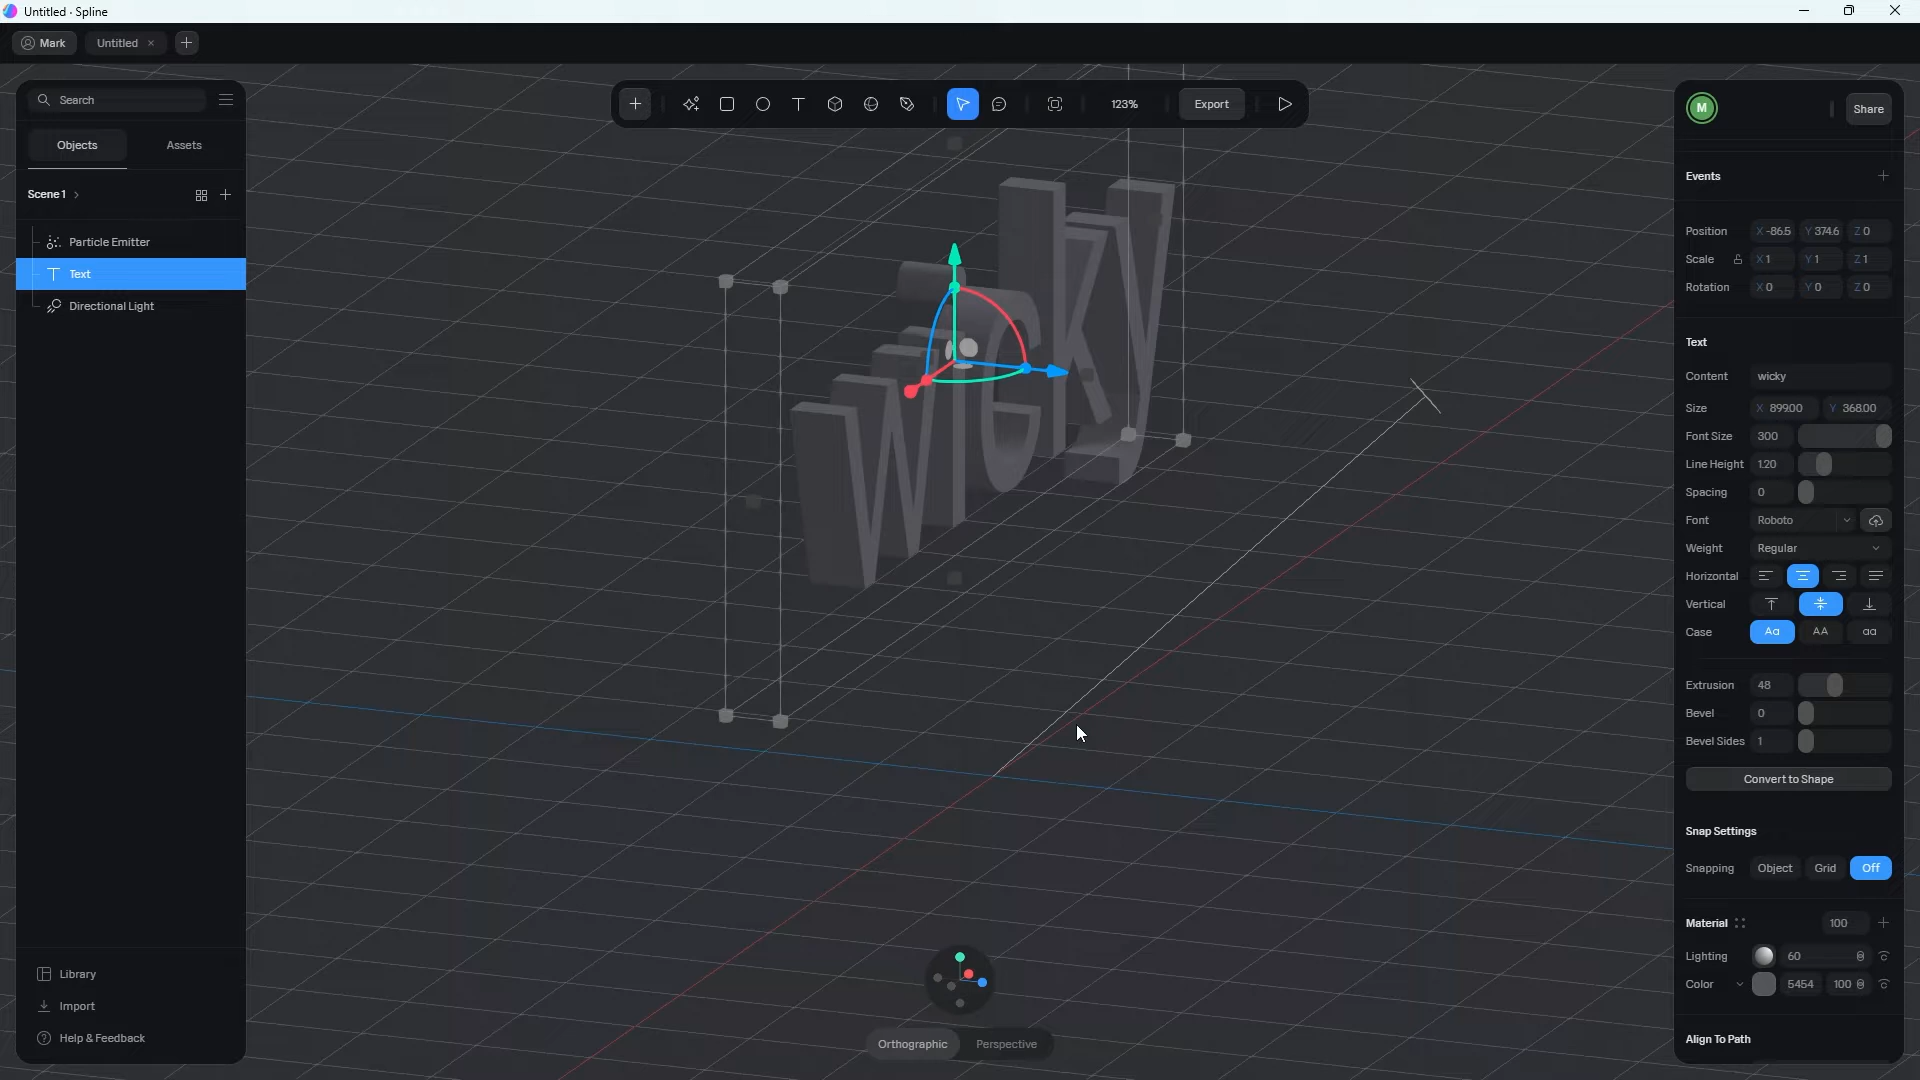 Untitled - Spline
Mark
Untitled
Search
Objects
Assets
Scene 1
Particle Emitter
Text
Directional Light
Library
Import
Help & Feedback
T
123%
Export
wicky
Orthographic
Perspective
M
Share
Events
Position X -86.5 Y 374.6 Z 0
Scale X 1 Y 1 Z 1
Rotation X 0 Y 0 Z 0
Text
Content wicky
Size X 899.00 Y 368.00
Font Size 300
Line Height 1.20
Spacing 0
Font Roboto
Weight Regular
Horizontal
Vertical
Case Aa AA aa
Extrusion 48
Bevel 0
Bevel Sides 1
Convert to Shape
Snap Settings
Snapping Object Grid Off
Material 100
Lighting 60
Color 5454 100
Align To Path